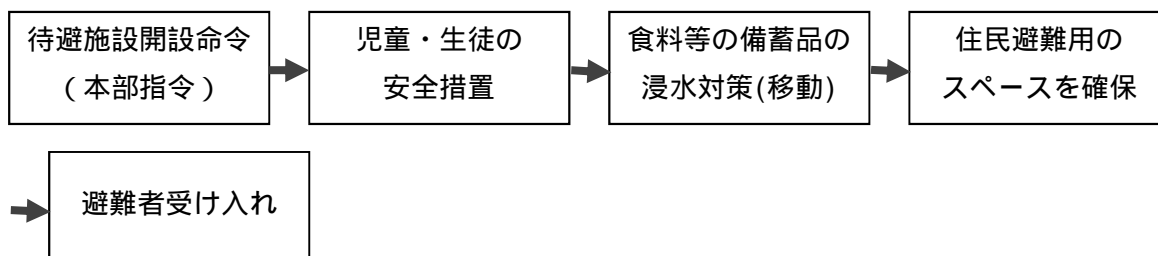 待避施設開設命令
（本部指令）
児童・生徒の
安全措置
食料等の備蓄品の
浸水対策(移動)
住民避難用の
スペースを確保
避難者受け入れ